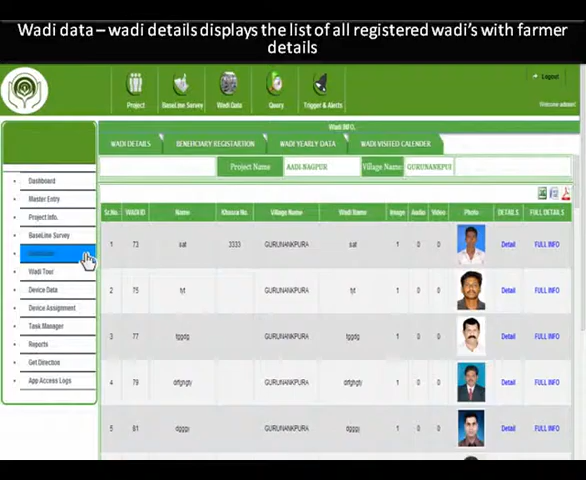 Wadi data – wadi details displays the list of all registered wadi's with farmer
details
Project
BaseLine Survey
Wadi Data
Query
Trigger & Alerts
Logout
Welcome admin!
Wadi INFO.
WADI DETAILS
BENEFICIARY REGISTARTION
WADI YEARLY DATA
WADI VISITED CALENDER
Project Name AADI-NAGPUR Village Name GURUNANKPU
Dashboard
Master Entry
Project Info.
BaseLine Survey
Wadi Tour
Device Data
Device Assignment
Task Manager
Reports
Get Direction
App Access Logs
Sr.No. WADI ID Name Khasra No. Village Name Wadi Name Image Audio Video Photo DETAILS FULL DETAILS
1 73 sat 3333 GURUNANKPURA sat 1 0 0 Detail FULL INFO
2 75 tyt GURUNANKPURA tyt 1 0 0 Detail FULL INFO
3 77 GURUNANKPURA 1 0 0 Detail FULL INFO
4 79 GURUNANKPURA 1 0 0 Detail FULL INFO
5 81 GURUNANKPURA 1 0 0 Detail FULL INFO